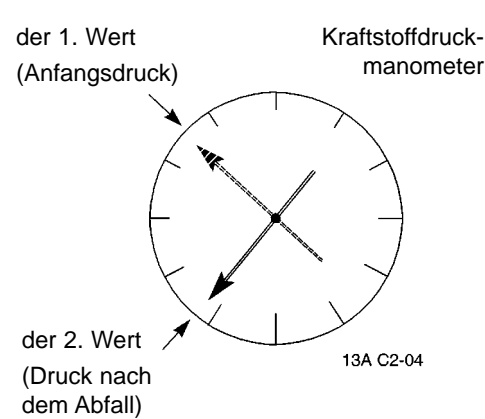 der 1. Wert
(Anfangsdruck)
Kraftstoffdruck-
manometer
der 2. Wert
(Druck nach
dem Abfall)
13A C2-04